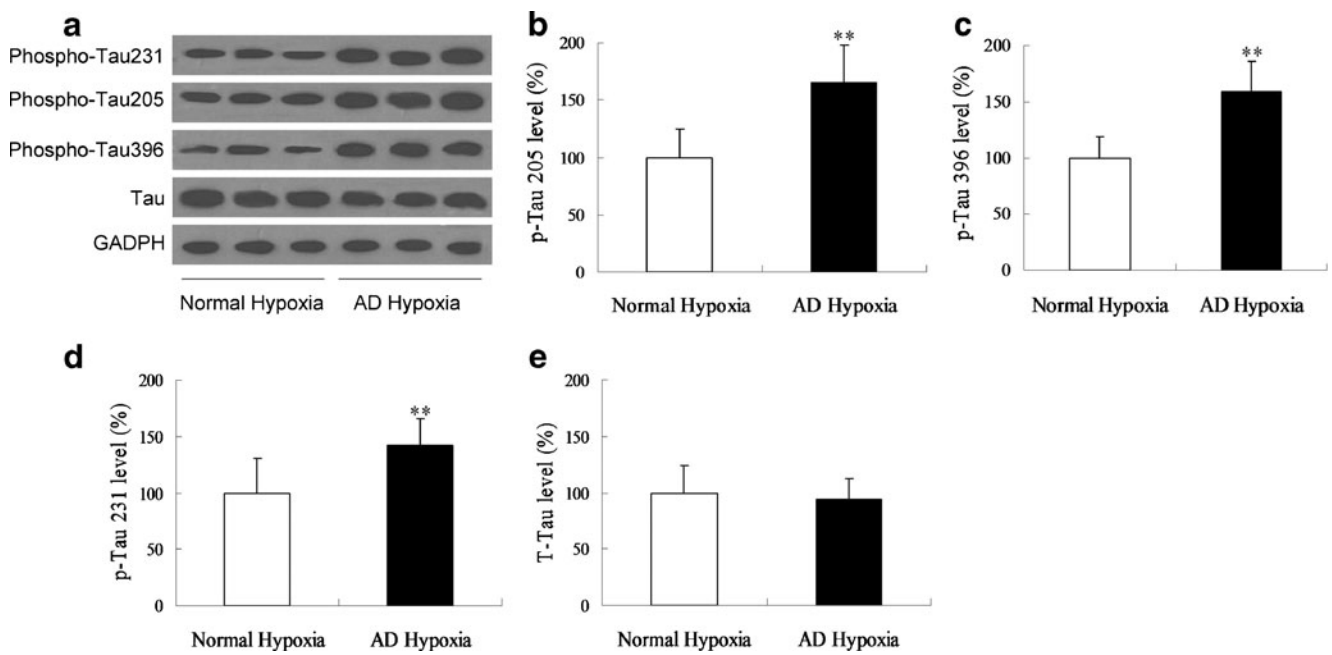 a
Phospho-Tau231
Phospho-Tau205
Phospho-Tau396
Tau
GADPH
Normal Hypoxia AD Hypoxia
b
p-Tau 205 level (%)
200
150
100
50
0
**
Normal Hypoxia AD Hypoxia
c
p-Tau 396 level (%)
200
150
100
50
0
**
Normal Hypoxia AD Hypoxia
d
p-Tau 231 level (%)
200
150
100
50
0
**
Normal Hypoxia AD Hypoxia
e
T-Tau level (%)
200
150
100
50
0
Normal Hypoxia AD Hypoxia